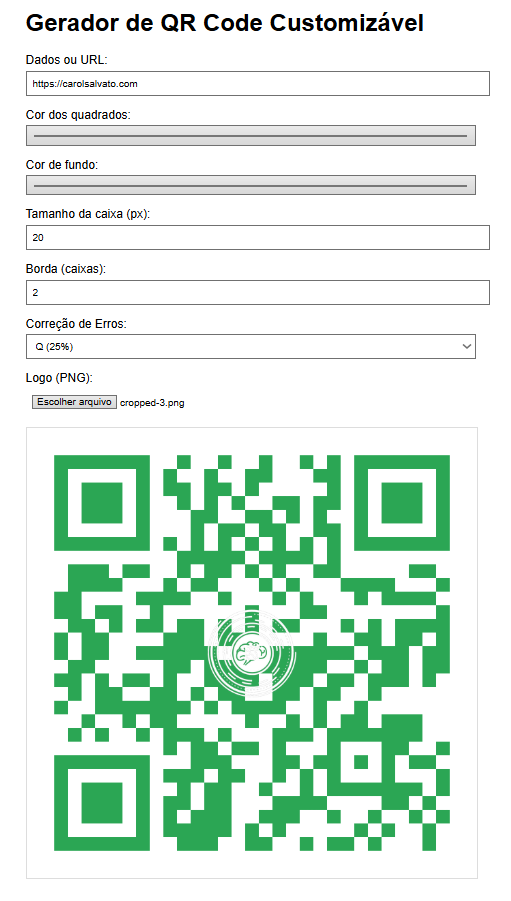 Gerador de QR Code Customizável
Dados ou URL:
https://carolsalvato.com
Cor dos quadrados:
Cor de fundo:
Tamanho da caixa (px):
20
Borda (caixas):
2
Correção de Erros:
Q (25%)
Logo (PNG):
Escolher arquivo cropped-3.png